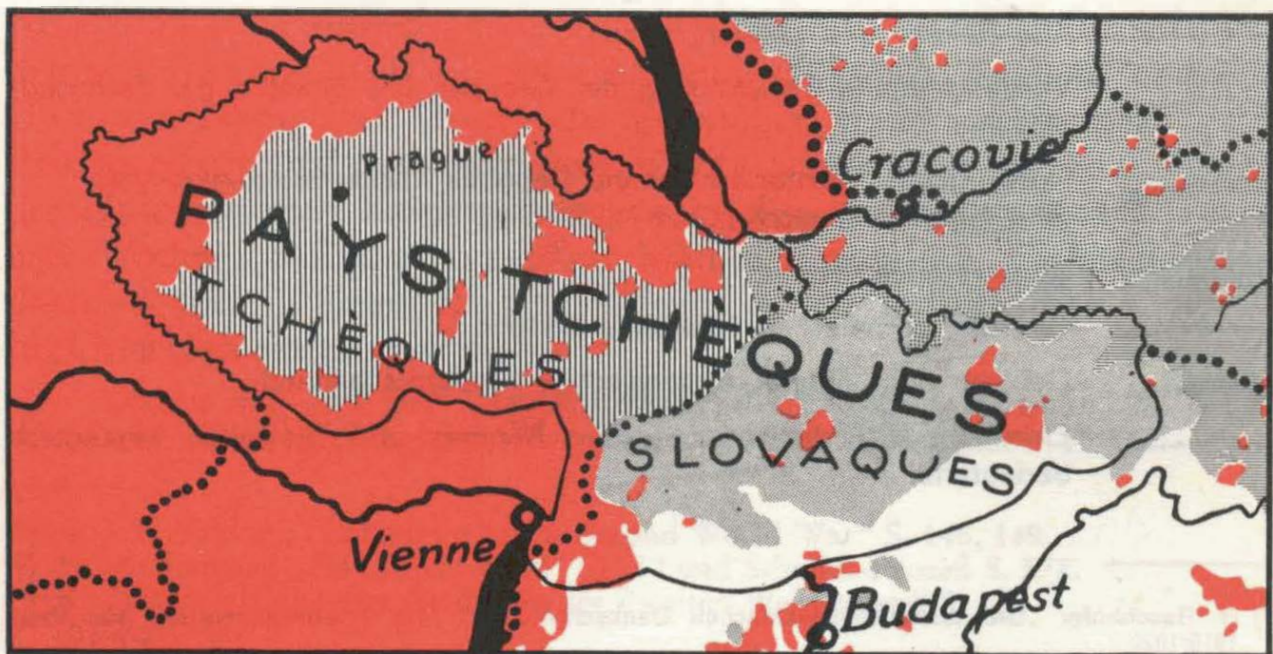 Cracovie
Prague
PAYS TCHÈQUES
TCHÈQUES
SLOVAQUES
Vienne
Budapest